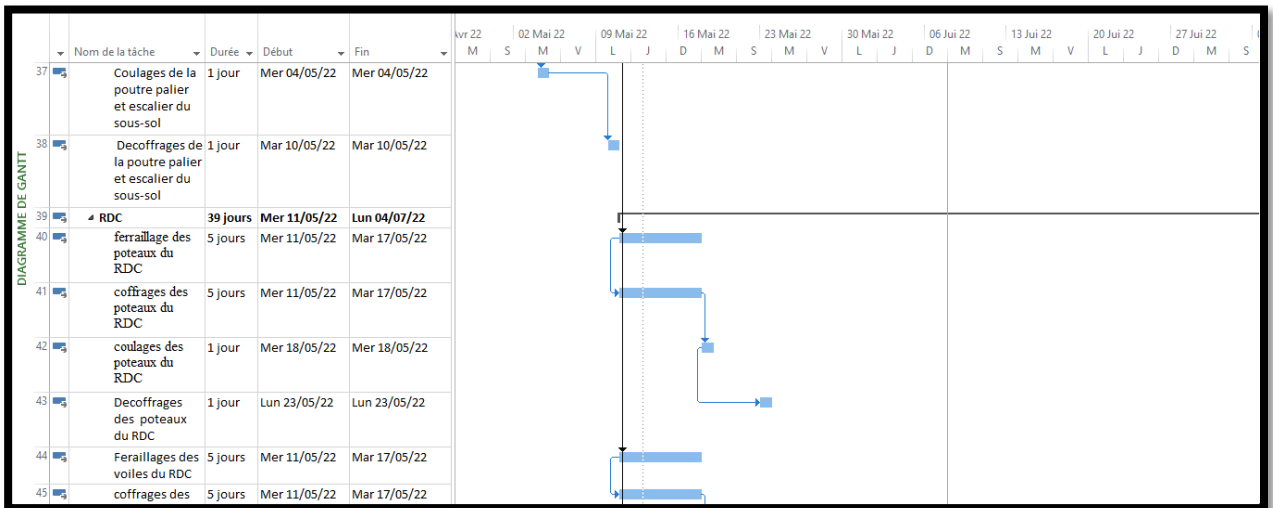 Avr 22 02 Mai 22 09 Mai 22 16 Mai 22 23 Mai 22 30 Mai 22 06 Jui 22 13 Jui 22 20 Jui 22 27 Jui 22
Nom de la tâche Durée Début Fin M S M V L J D M S M V L J D M S M V L J D M S
DIAGRAMME DE GANTT
37 Coulages de la 1 jour Mer 04/05/22 Mer 04/05/22
poutre palier
et escalier du
sous-sol
38 Decoffrages de 1 jour Mar 10/05/22 Mar 10/05/22
la poutre palier
et escalier du
sous-sol
39 RDC 39 jours Mer 11/05/22 Lun 04/07/22
40 ferraillage des 5 jours Mer 11/05/22 Mar 17/05/22
poteaux du
RDC
41 coffrages des 5 jours Mer 11/05/22 Mar 17/05/22
poteaux du
RDC
42 coulages des 1 jour Mer 18/05/22 Mer 18/05/22
poteaux du
RDC
43 Decoffrages 1 jour Lun 23/05/22 Lun 23/05/22
des poteaux
du RDC
44 Feraillages des 5 jours Mer 11/05/22 Mar 17/05/22
voiles du RDC
45 coffrages des 5 jours Mer 11/05/22 Mar 17/05/22